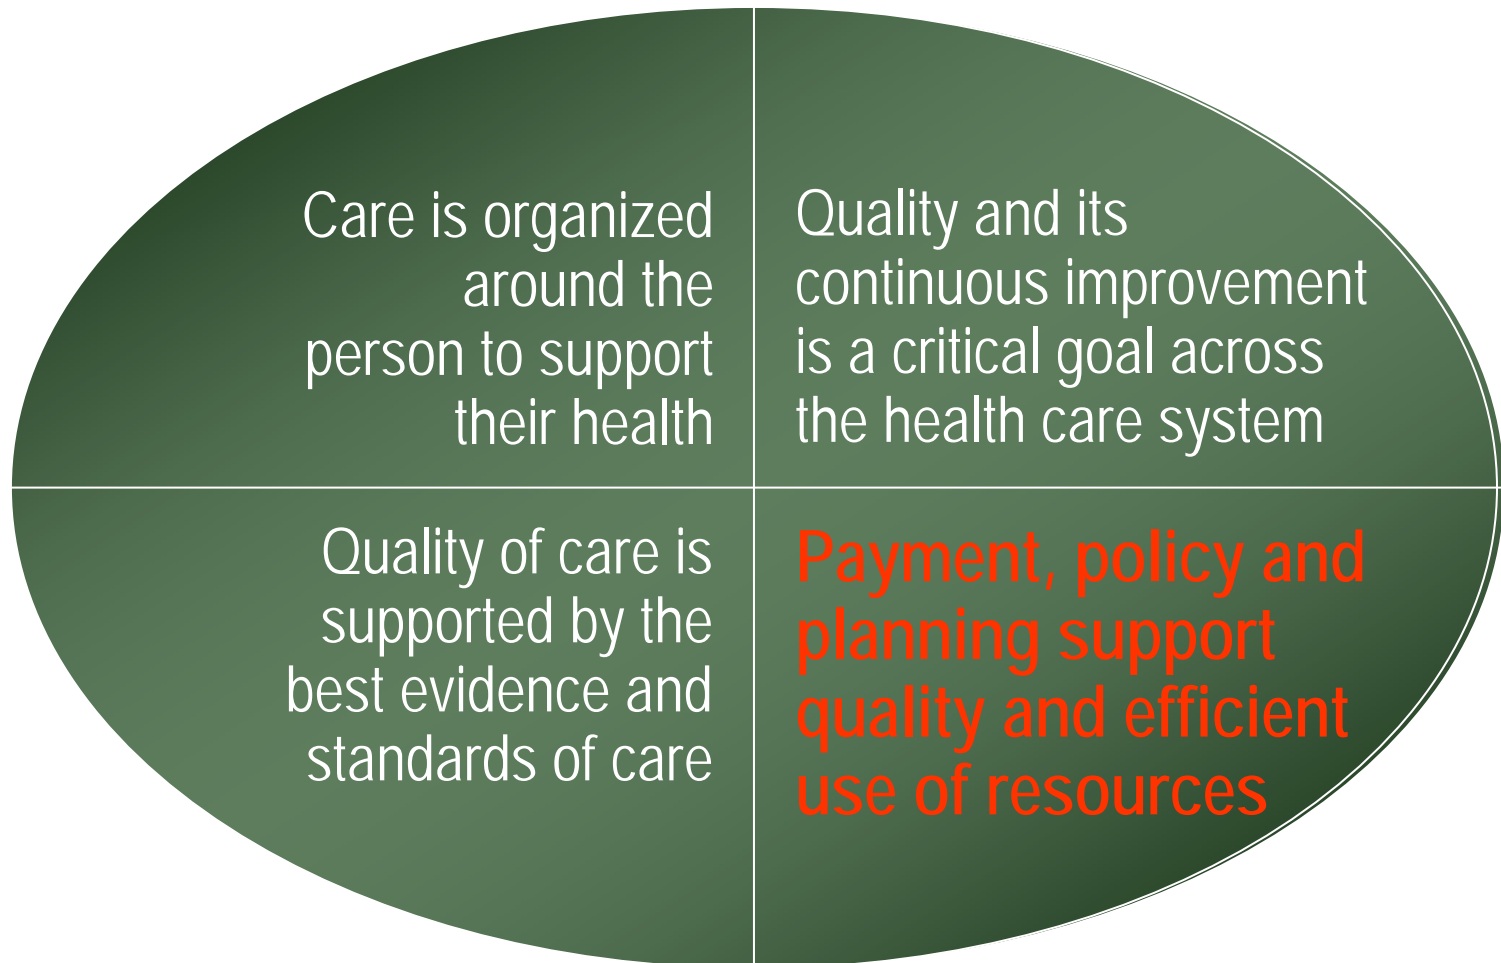 Care is organized
around the
person to support
their health
Quality and its
continuous improvement
is a critical goal across
the health care system
Quality of care is
supported by the
best evidence and
standards of care
Payment, policy and
planning support
quality and efficient
use of resources